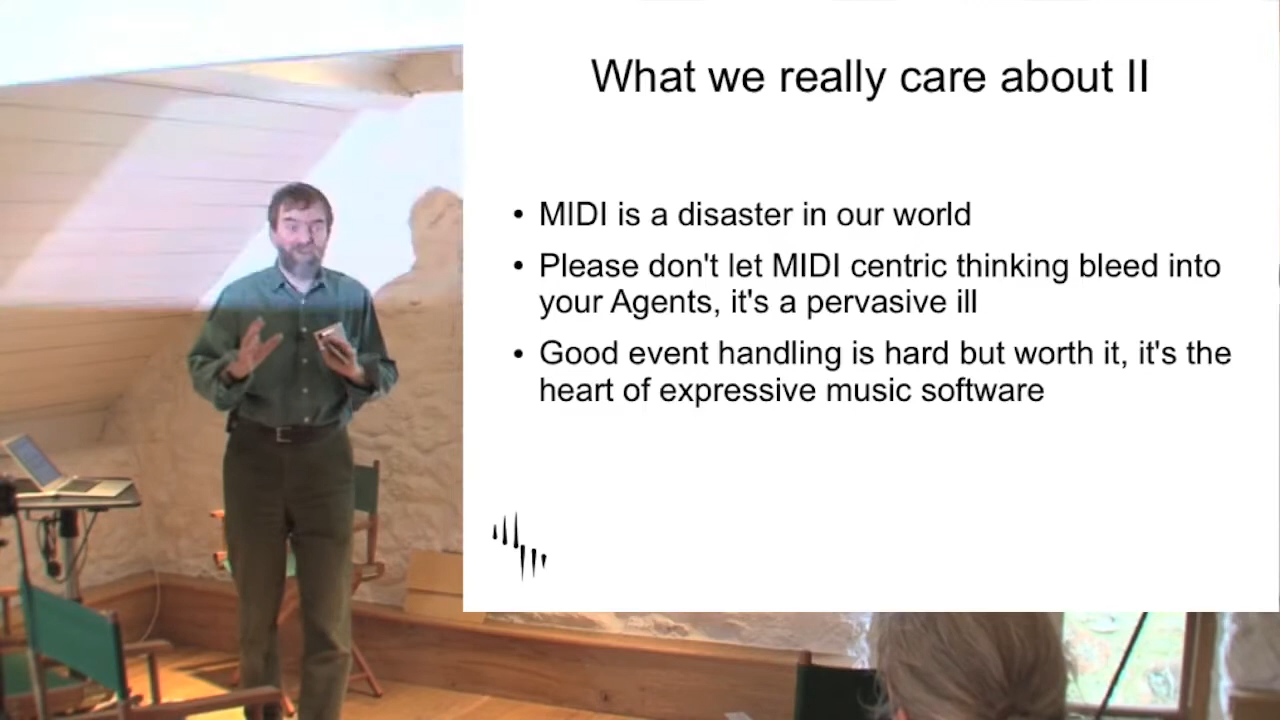 What we really care about II
• MIDI is a disaster in our world
• Please don't let MIDI centric thinking bleed into
your Agents, it's a pervasive ill
• Good event handling is hard but worth it, it's the
heart of expressive music software